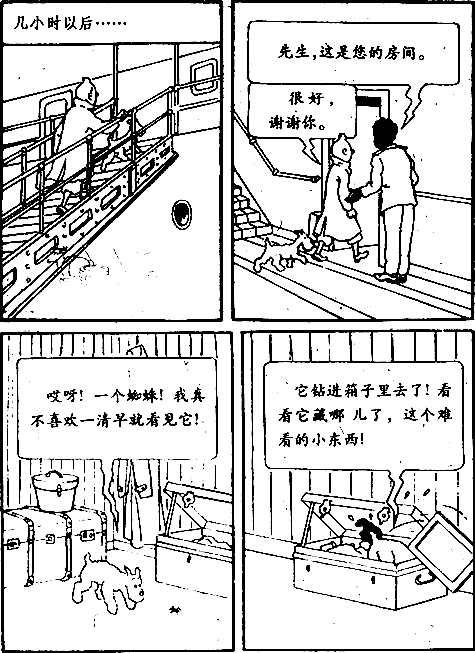 几小时以后……
先生,这是您的房间。
很好，
谢谢你。
哎呀！一个蜘蛛！我真
不喜欢一清早就看见它！
它钻进箱子里去了！看
看它藏哪儿了，这个难
看的小东西！